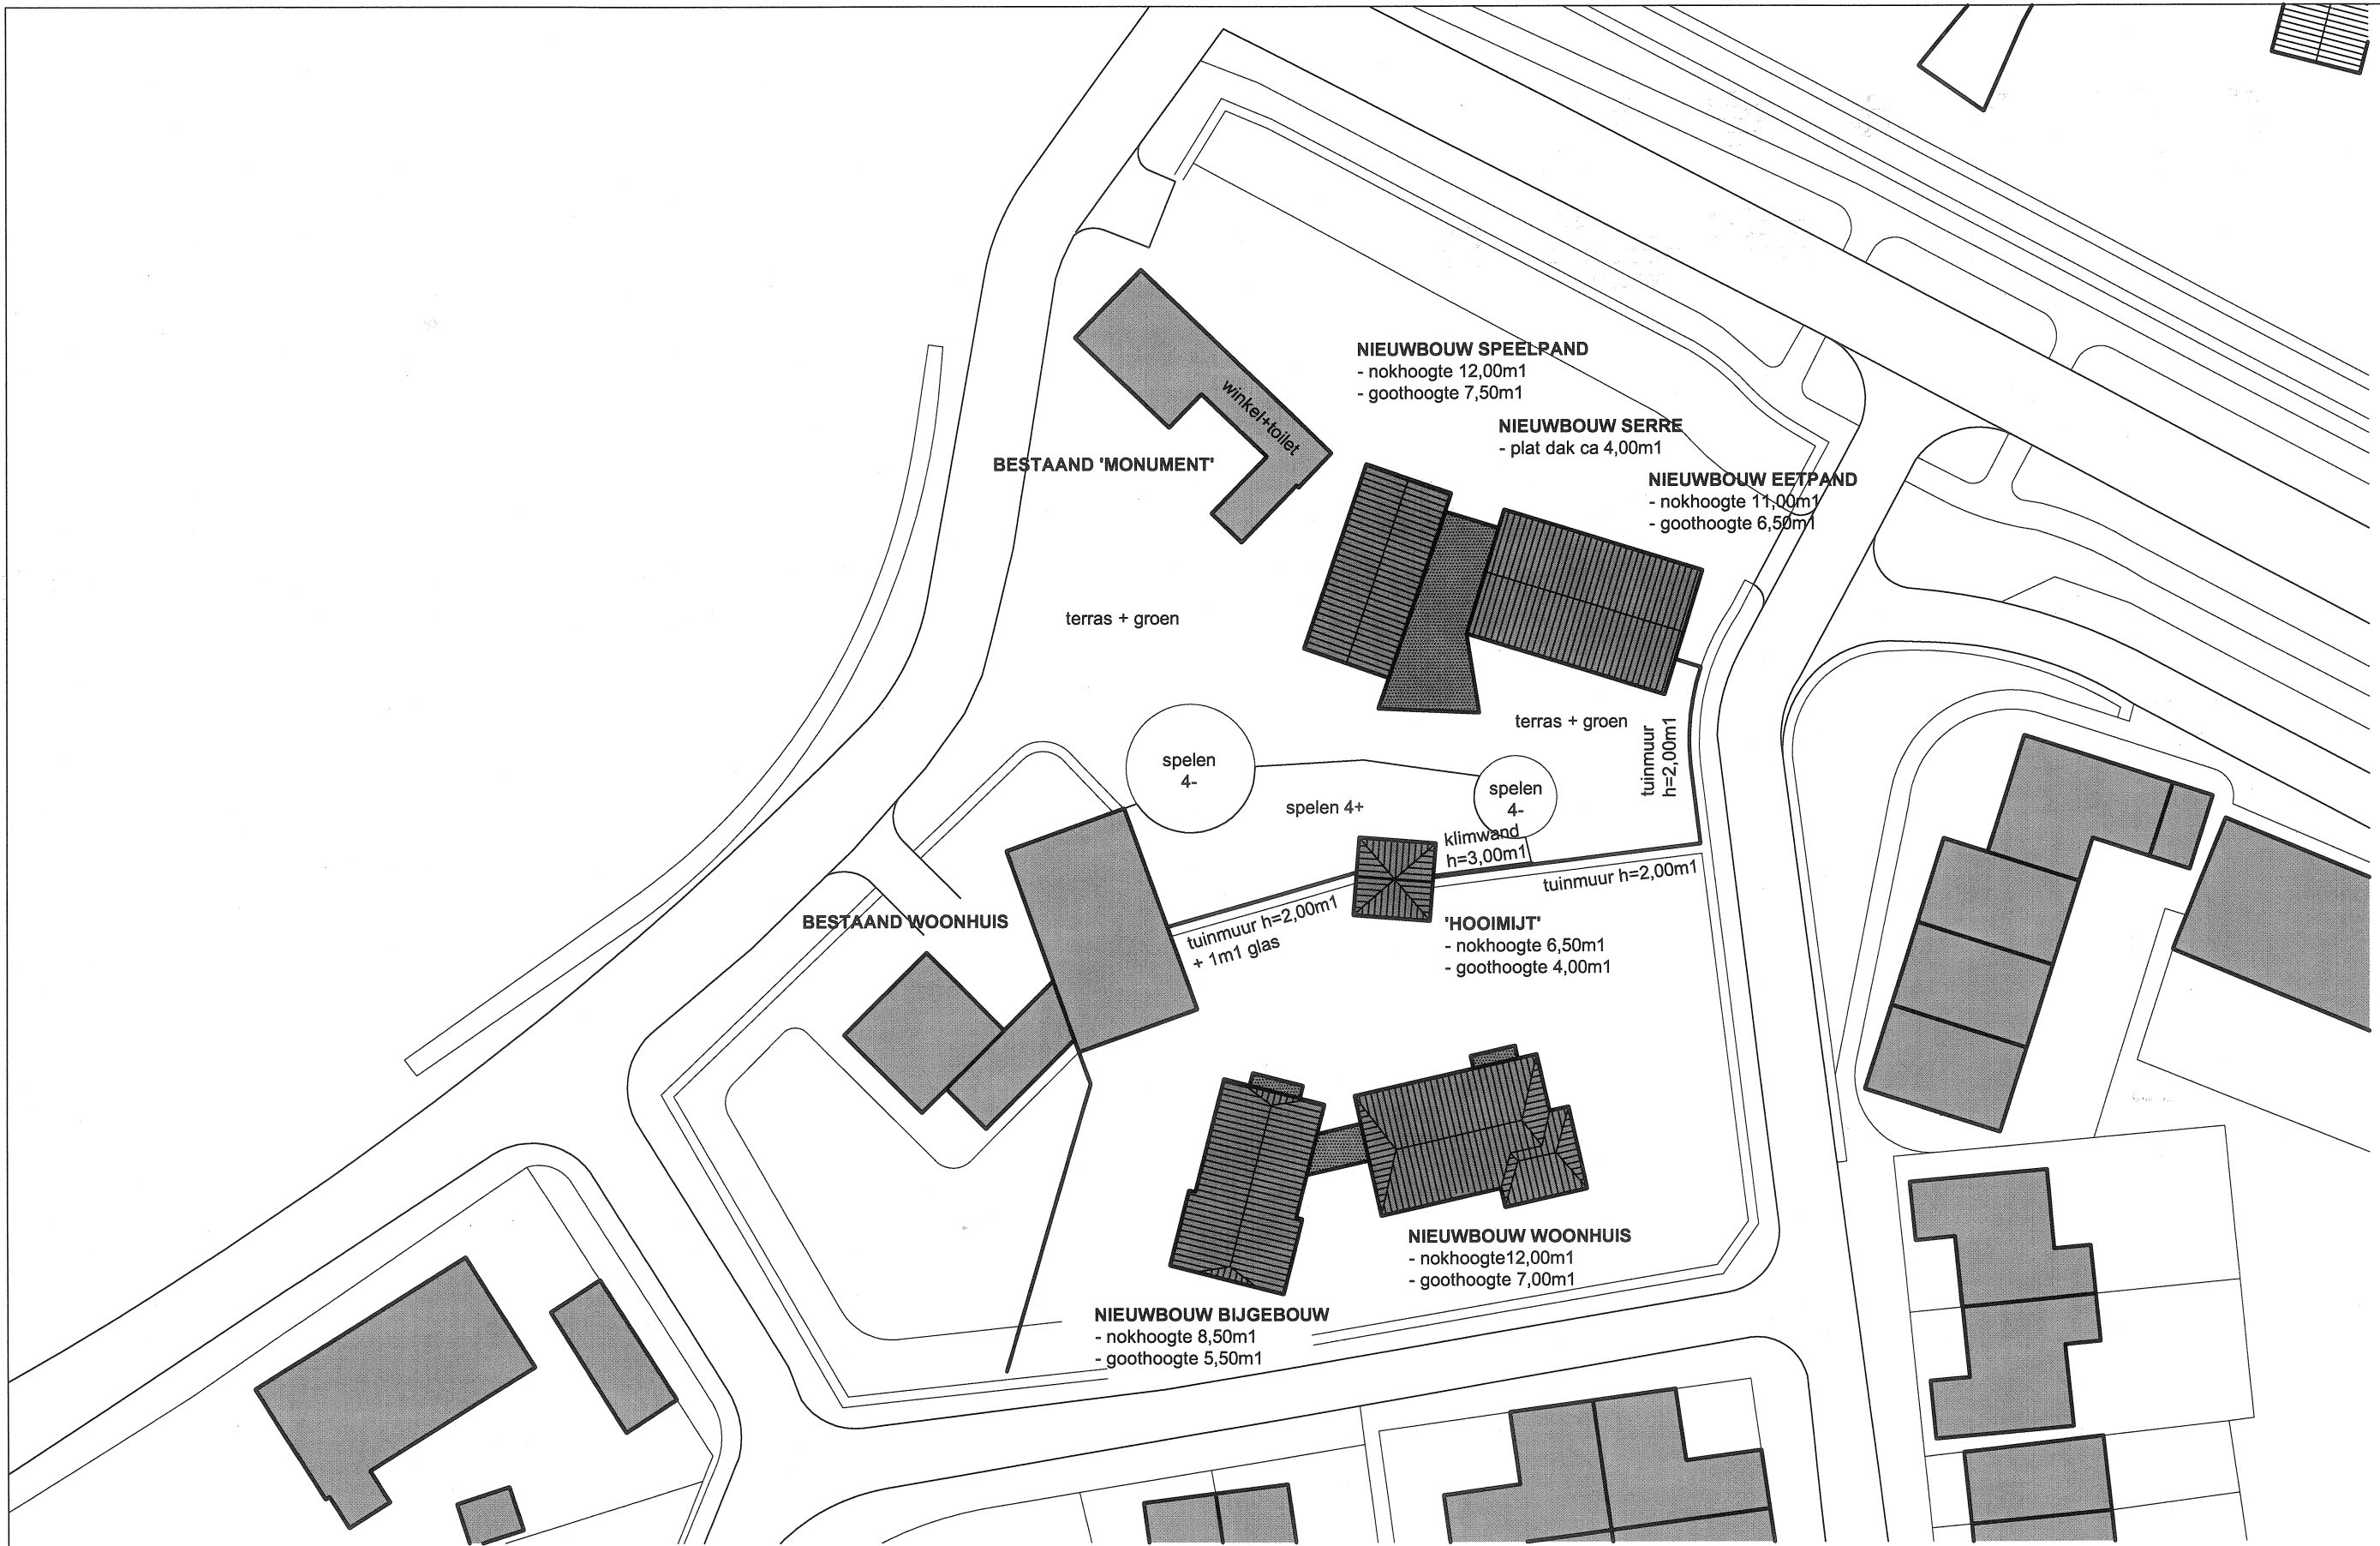 NIEUWBOUW SPEELPAND
- nokhoogte 12,00m1
- goothoogte 7,50m1
winkel+toilet
NIEUWBOUW SERRE
- plat dak ca 4,00m1
BESTAAND 'MONUMENT'
NIEUWBOUW EETPAND
- nokhoogte 11,00m1
- goothoogte 6,50m1
terras + groen
terras + groen
tuinmuur
h=2,00m1
spelen
4-
spelen
4-
spelen 4+
klimwand
h=3,00m1
tuinmuur h=2,00m1
BESTAAND WOONHUIS
tuinmuur h=2,00m1
+ 1m1 glas
'HOOIMIJT'
- nokhoogte 6,50m1
- goothoogte 4,00m1
NIEUWBOUW WOONHUIS
- nokhoogte12,00m1
- goothoogte 7,00m1
NIEUWBOUW BIJGEBOUW
- nokhoogte 8,50m1
- goothoogte 5,50m1